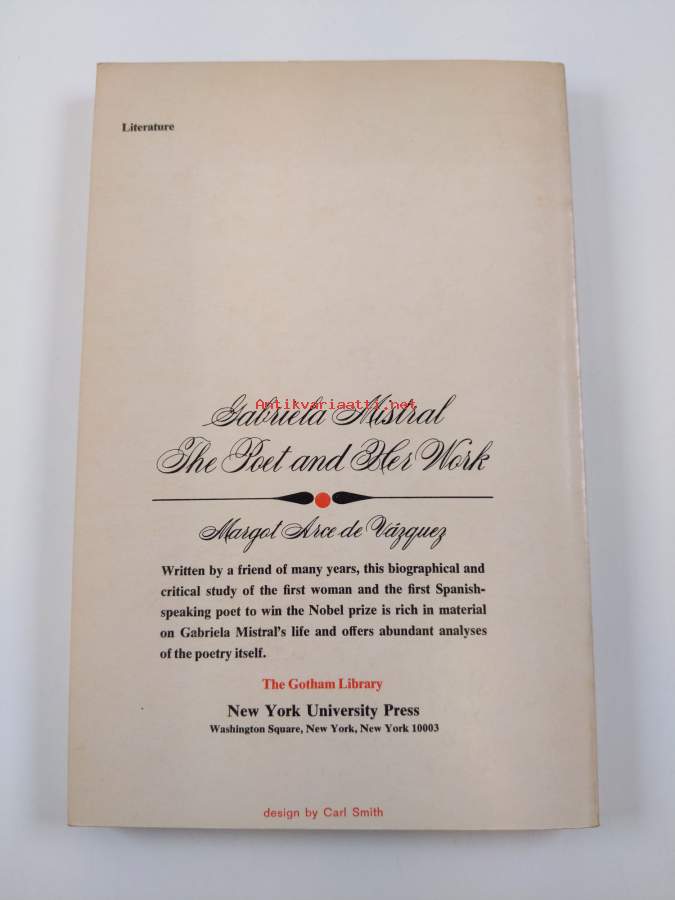 Literature
Antikvariaatti.net
Gabriela Mistral
The Poet and Her Work
Margot Arce de Vázquez
Written by a friend of many years, this biographical and
critical study of the first woman and the first Spanish-
speaking poet to win the Nobel prize is rich in material
on Gabriela Mistral's life and offers abundant analyses
of the poetry itself.
The Gotham Library
New York University Press
Washington Square, New York, New York 10003
design by Carl Smith